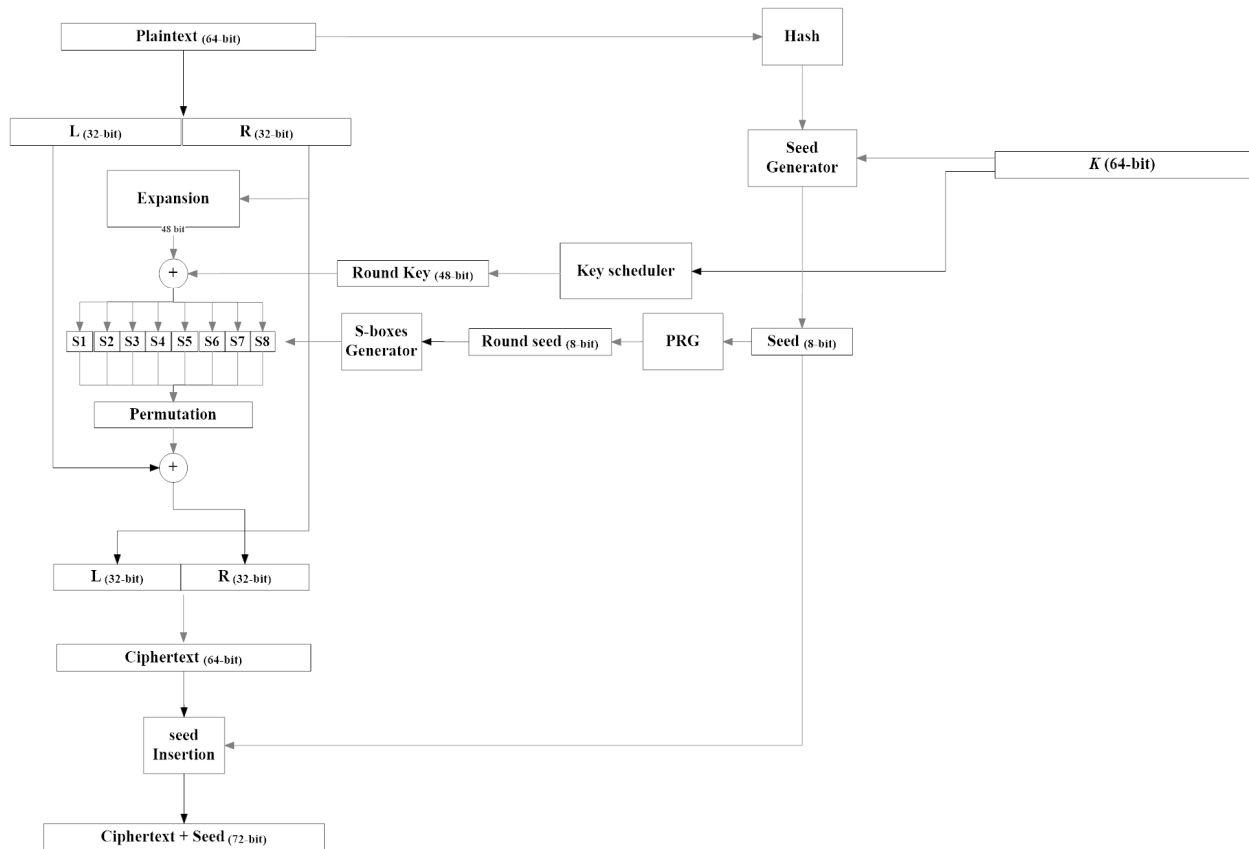 Plaintext (64-bit)
Hash
L (32-bit)
R (32-bit)
Seed
Generator
K (64-bit)
Expansion
48 bit
+
Round Key (48-bit)
Key scheduler
S1
S2
S3
S4
S5
S6
S7
S8
S-boxes
Generator
Round seed (8-bit)
PRG
Seed (8-bit)
Permutation
+
L (32-bit)
R (32-bit)
Ciphertext (64-bit)
seed
Insertion
Ciphertext + Seed (72-bit)